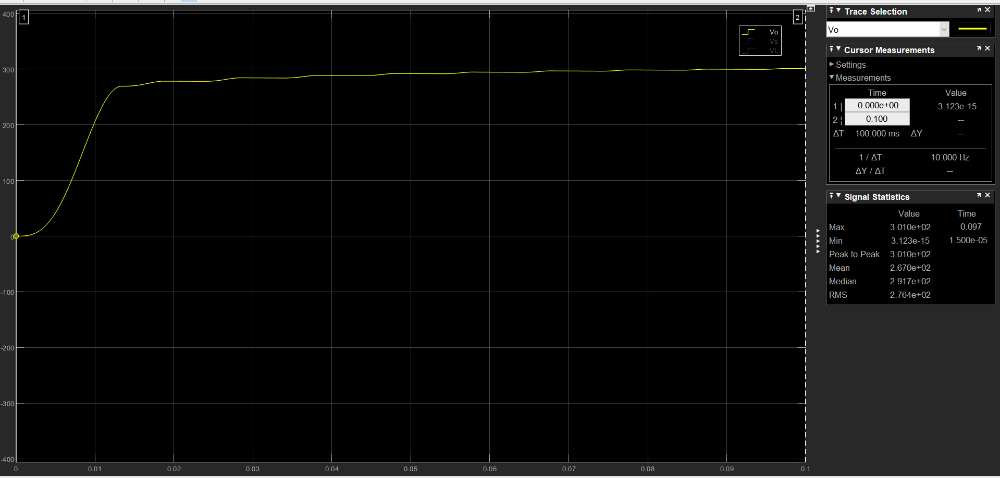 400
300
200
100
0
-100
-200
-300
-400
0 0.01 0.02 0.03 0.04 0.05 0.06 0.07 0.08 0.09 0.1
1
2
Vo
Vs
VL
Trace Selection
Vo
Cursor Measurements
Settings
Measurements
Time Value
1 | 0.000e+00 3.123e-15
2 ¦ 0.100 --
ΔT 100.000 ms ΔY --
1 / ΔT 10.000 Hz
ΔY / ΔT --
Signal Statistics
Value Time
Max 3.010e+02 0.097
Min 3.123e-15 1.500e-05
Peak to Peak 3.010e+02
Mean 2.670e+02
Median 2.917e+02
RMS 2.764e+02